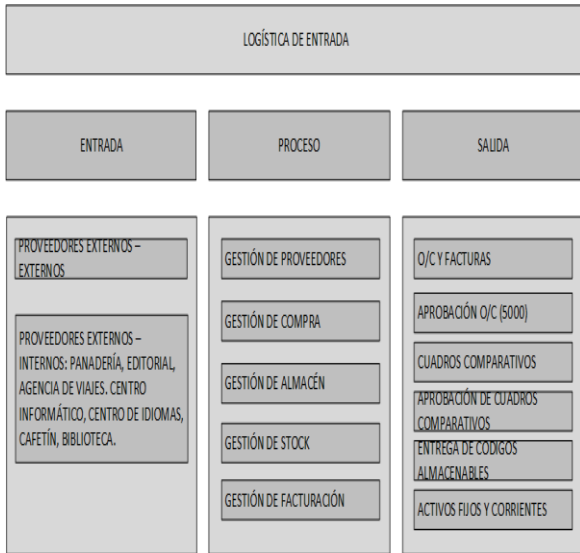 LOGÍSTICA DE ENTRADA
ENTRADA
PROCESO
SALIDA
PROVEEDORES EXTERNOS –
EXTERNOS
PROVEEDORES EXTERNOS –
INTERNOS: PANADERÍA, EDITORIAL,
AGENCIA DE VIAJES. CENTRO
INFORMÁTICO, CENTRO DE IDIOMAS,
CAFETÍN, BIBLIOTECA.
GESTIÓN DE PROVEEDORES
GESTIÓN DE COMPRA
GESTIÓN DE ALMACÉN
GESTIÓN DE STOCK
GESTIÓN DE FACTURACIÓN
O/C Y FACTURAS
APROBACIÓN O/C (5000)
CUADROS COMPARATIVOS
APROBACIÓN DE CUADROS
COMPARATIVOS
ENTREGA DE CÓDIGOS
ALMACENABLES
ACTIVOS FIJOS Y CORRIENTES